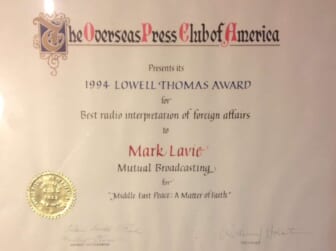 The Overseas Press Club of America
Presents its
1994 LOWELL THOMAS AWARD
for
Best radio interpretation of foreign affairs
to
Mark Lavie
Mutual Broadcasting
for
"Middle East Peace: A Matter of Faith"